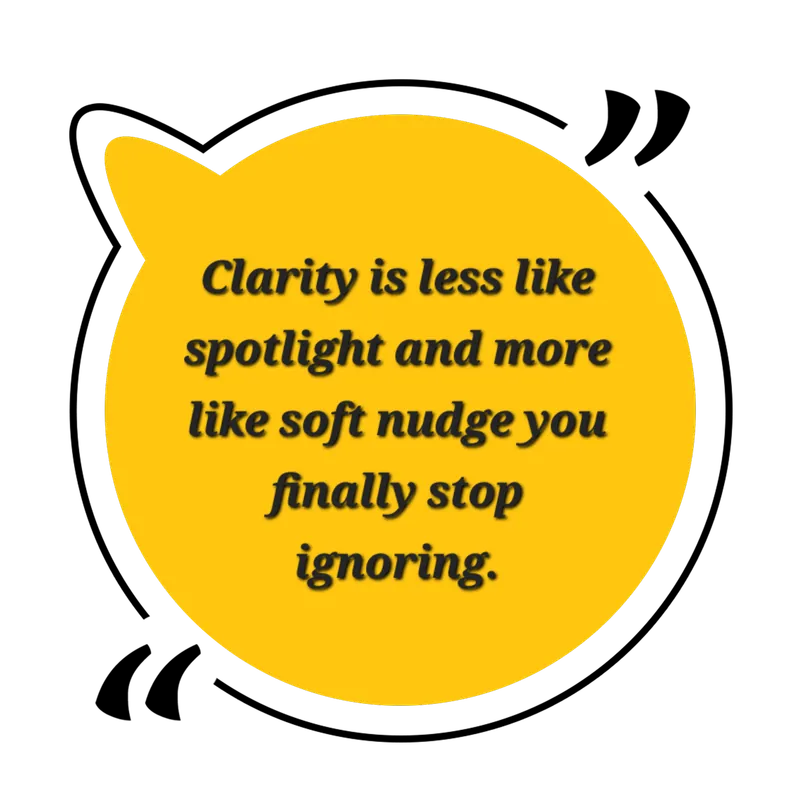 Clarity is less like
spotlight and more
like soft nudge you
finally stop
ignoring.